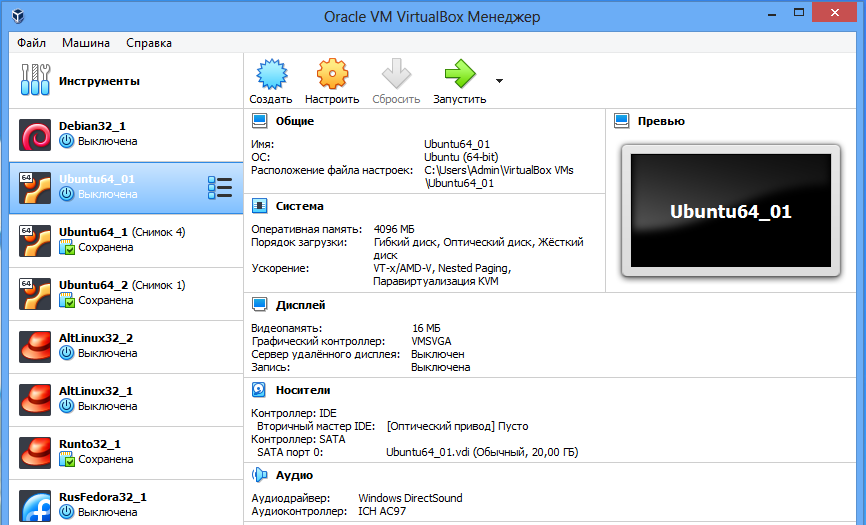 Oracle VM VirtualBox Менеджер
Файл Машина Справка
Инструменты
Создать Настроить Сбросить Запустить
Debian32_1
Выключена
64
Ubuntu64_01
Выключена
64
Ubuntu64_1 (Снимок 4)
Сохранена
64
Ubuntu64_2 (Снимок 1)
Сохранена
AltLinux32_2
Выключена
AltLinux32_1
Выключена
Runto32_1
Сохранена
RusFedora32_1
Выключена
Общие
Имя: Ubuntu64_01
ОС: Ubuntu (64-bit)
Расположение файла настроек: C:\Users\Admin\VirtualBox VMs
\Ubuntu64_01
Система
Оперативная память: 4096 МБ
Порядок загрузки: Гибкий диск, Оптический диск, Жёсткий
диск
Ускорение: VT-x/AMD-V, Nested Paging,
Паравиртуализация KVM
Превью
Ubuntu64_01
Дисплей
Видеопамять: 16 МБ
Графический контроллер: VMSVGA
Сервер удалённого дисплея: Выключен
Запись: Выключена
Носители
Контроллер: IDE
Вторичный мастер IDE: [Оптический привод] Пусто
Контроллер: SATA
SATA порт 0: Ubuntu64_01.vdi (Обычный, 20,00 ГБ)
Аудио
Аудиодрайвер: Windows DirectSound
Аудиоконтроллер: ICH AC97